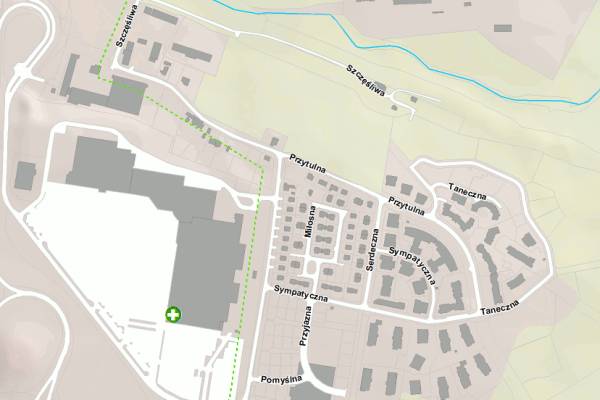 Szczęśliwa
Szczęśliwa
Przytulna
Taneczna
Przytulna
Miłosna
Serdeczna
Sympatyczna
Sympatyczna
Taneczna
Przyjazna
Pomyślna